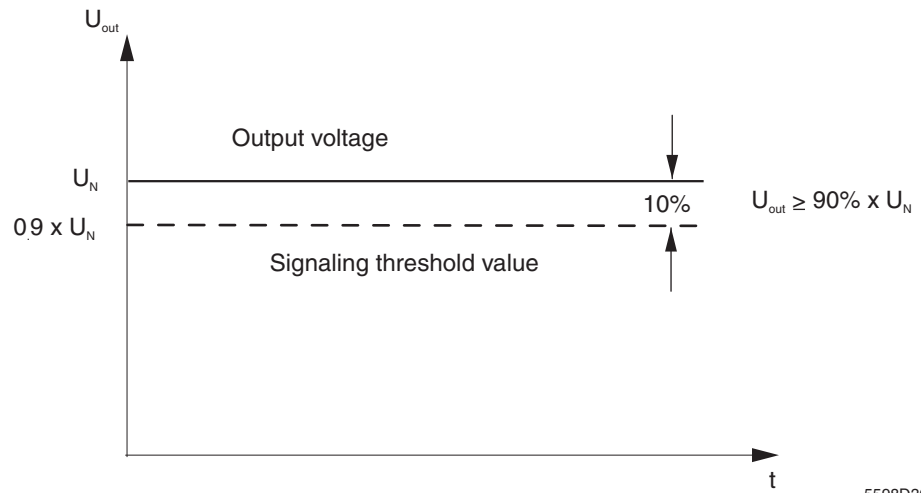 U_out
Output voltage
U_N
10%
U_out ≥ 90% x U_N
0.9 x U_N
Signaling threshold value
t